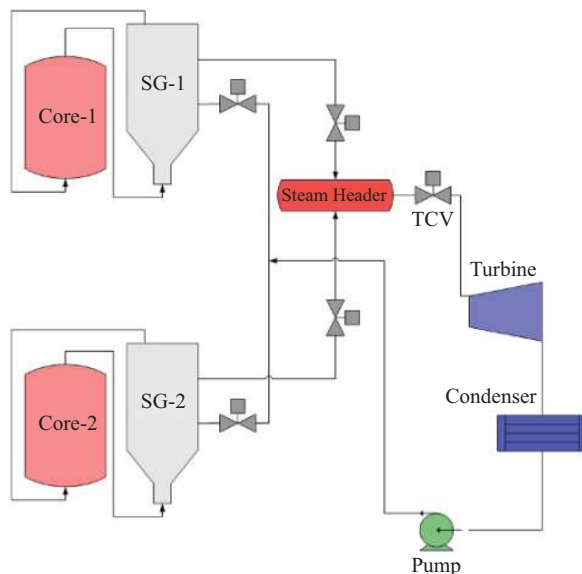 SG-1
Core-1
Steam Header
TCV
Turbine
SG-2
Condenser
Core-2
Pump